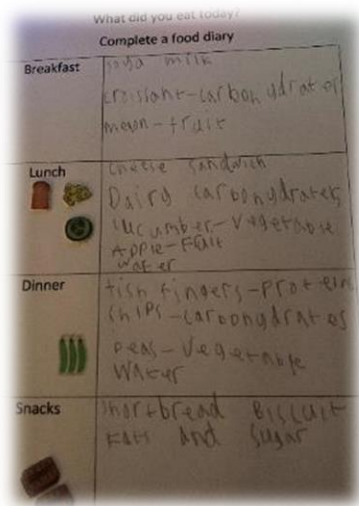 What did you eat today?
Complete a food diary
Breakfast
soya milk
croissant-carbohydrates
melon-fruit
Lunch
cheese sandwich
Dairy carbohydrates
cucumber-vegetable
Apple-Fruit
water
Dinner
fish fingers-protein
chips-carbohydrates
peas-vegetable
Water
Snacks
shortbread Biscuit
Fats and sugar